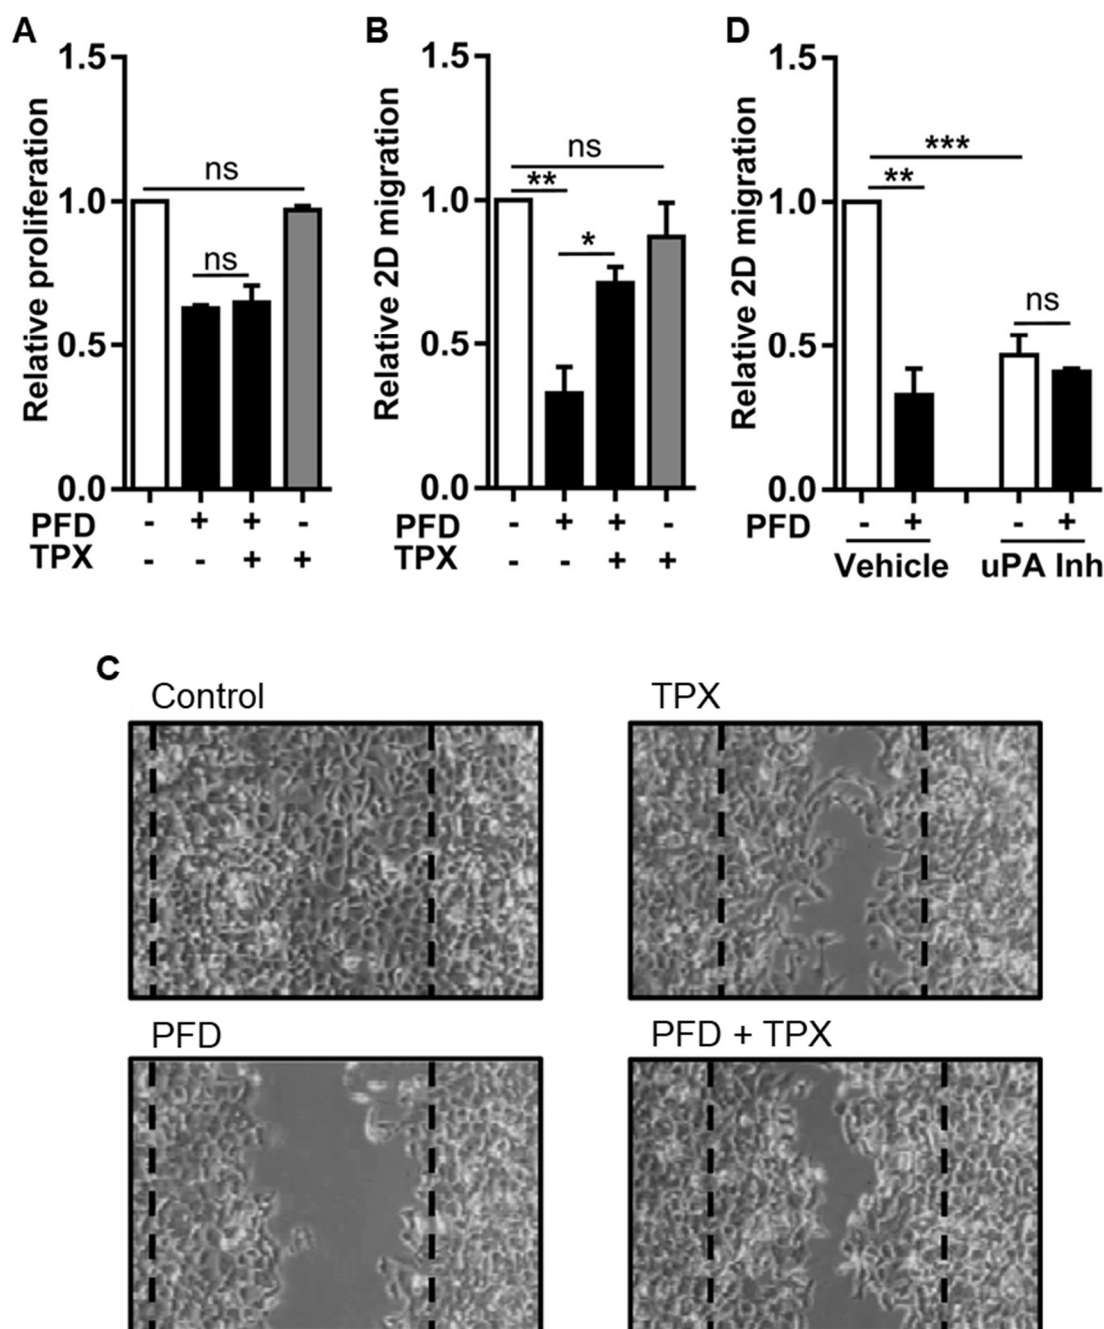 A
Relative proliferation
1.5
1.0
0.5
0.0
ns
ns
PFD - + + -
TPX - - + +
B
Relative 2D migration
1.5
1.0
0.5
0.0
ns
**
*
PFD - + + -
TPX - - + +
D
Relative 2D migration
1.5
1.0
0.5
0.0
***
**
ns
PFD - + - +
Vehicle uPA Inh
C
Control
TPX
PFD
PFD + TPX